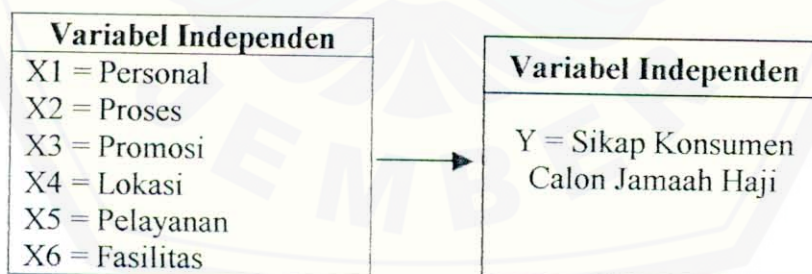 Variabel Independen
X1 = Personal
X2 = Proses
X3 = Promosi
X4 = Lokasi
X5 = Pelayanan
X6 = Fasilitas
Variabel Independen
Y = Sikap Konsumen
Calon Jamaah Haji
EMBER